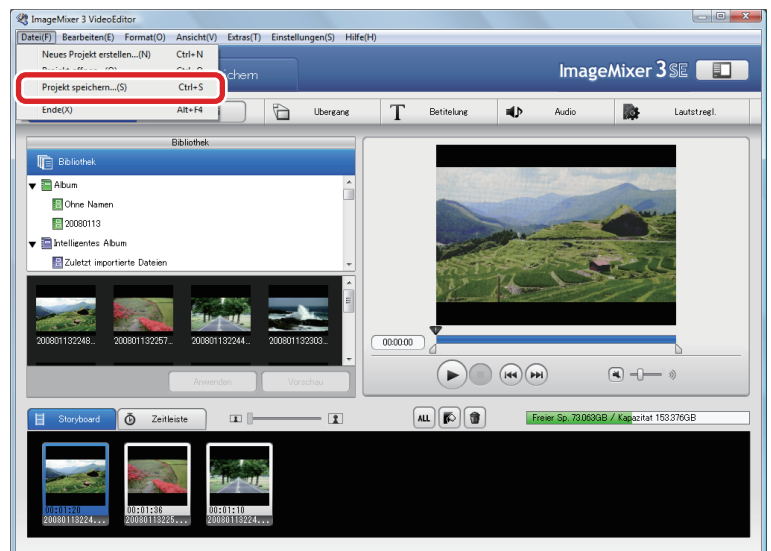 ImageMixer 3 VideoEditor
Datei(F) Bearbeiten(E) Format(O) Ansicht(V) Extras(T) Einstellungen(S) Hilfe(H)
Neues Projekt erstellen...(N) Ctrl+N
Projekt speichern...(S) Ctrl+S
Ende(X) Alt+F4
ImageMixer 3 SE
Ubergang T Betitelung Audio Lautstregl.
Bibliothek
Bibliothek
Album
Ohne Namen
20080113
Intelligentes Album
Zuletzt importierte Dateien
200801132248... 200801132257... 200801132244... 200801132303...
00:00:00
Anwenden Vorschau
Storyboard Zeitleiste ALL Freier Sp. 73.063GB / Kapazitat 153.376GB
00:01:20 00:01:36 00:01:10
20080113224... 20080113225... 20080113224...